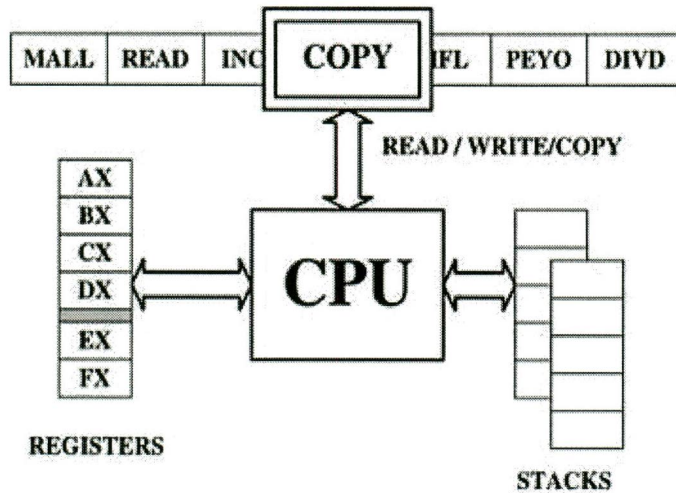 MALL READ INC COPY IFL PEYO DIVD
READ / WRITE/COPY
AX
BX
CX
DX
EX
FX
CPU
REGISTERS
STACKS